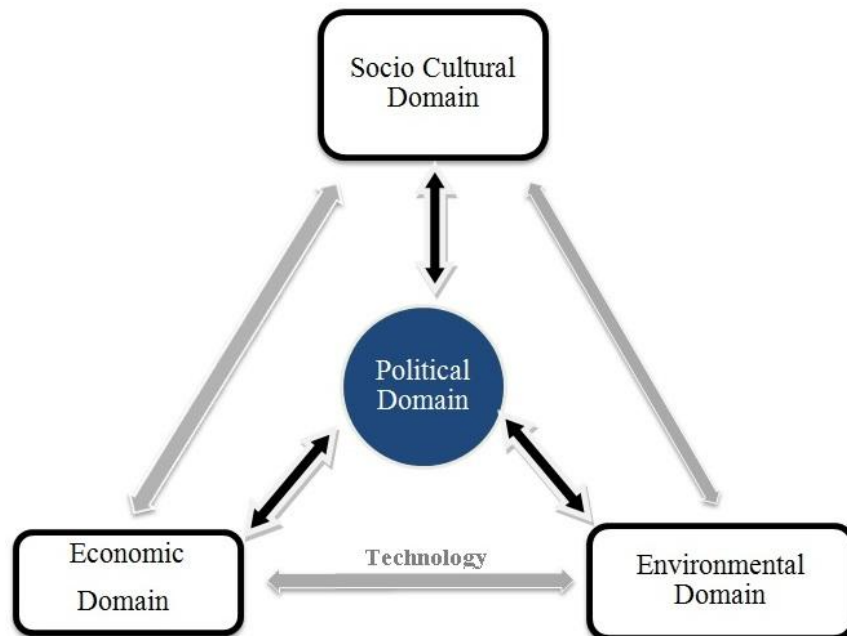 Socio Cultural
Domain
Political
Domain
Economic
Domain
Technology
Environmental
Domain